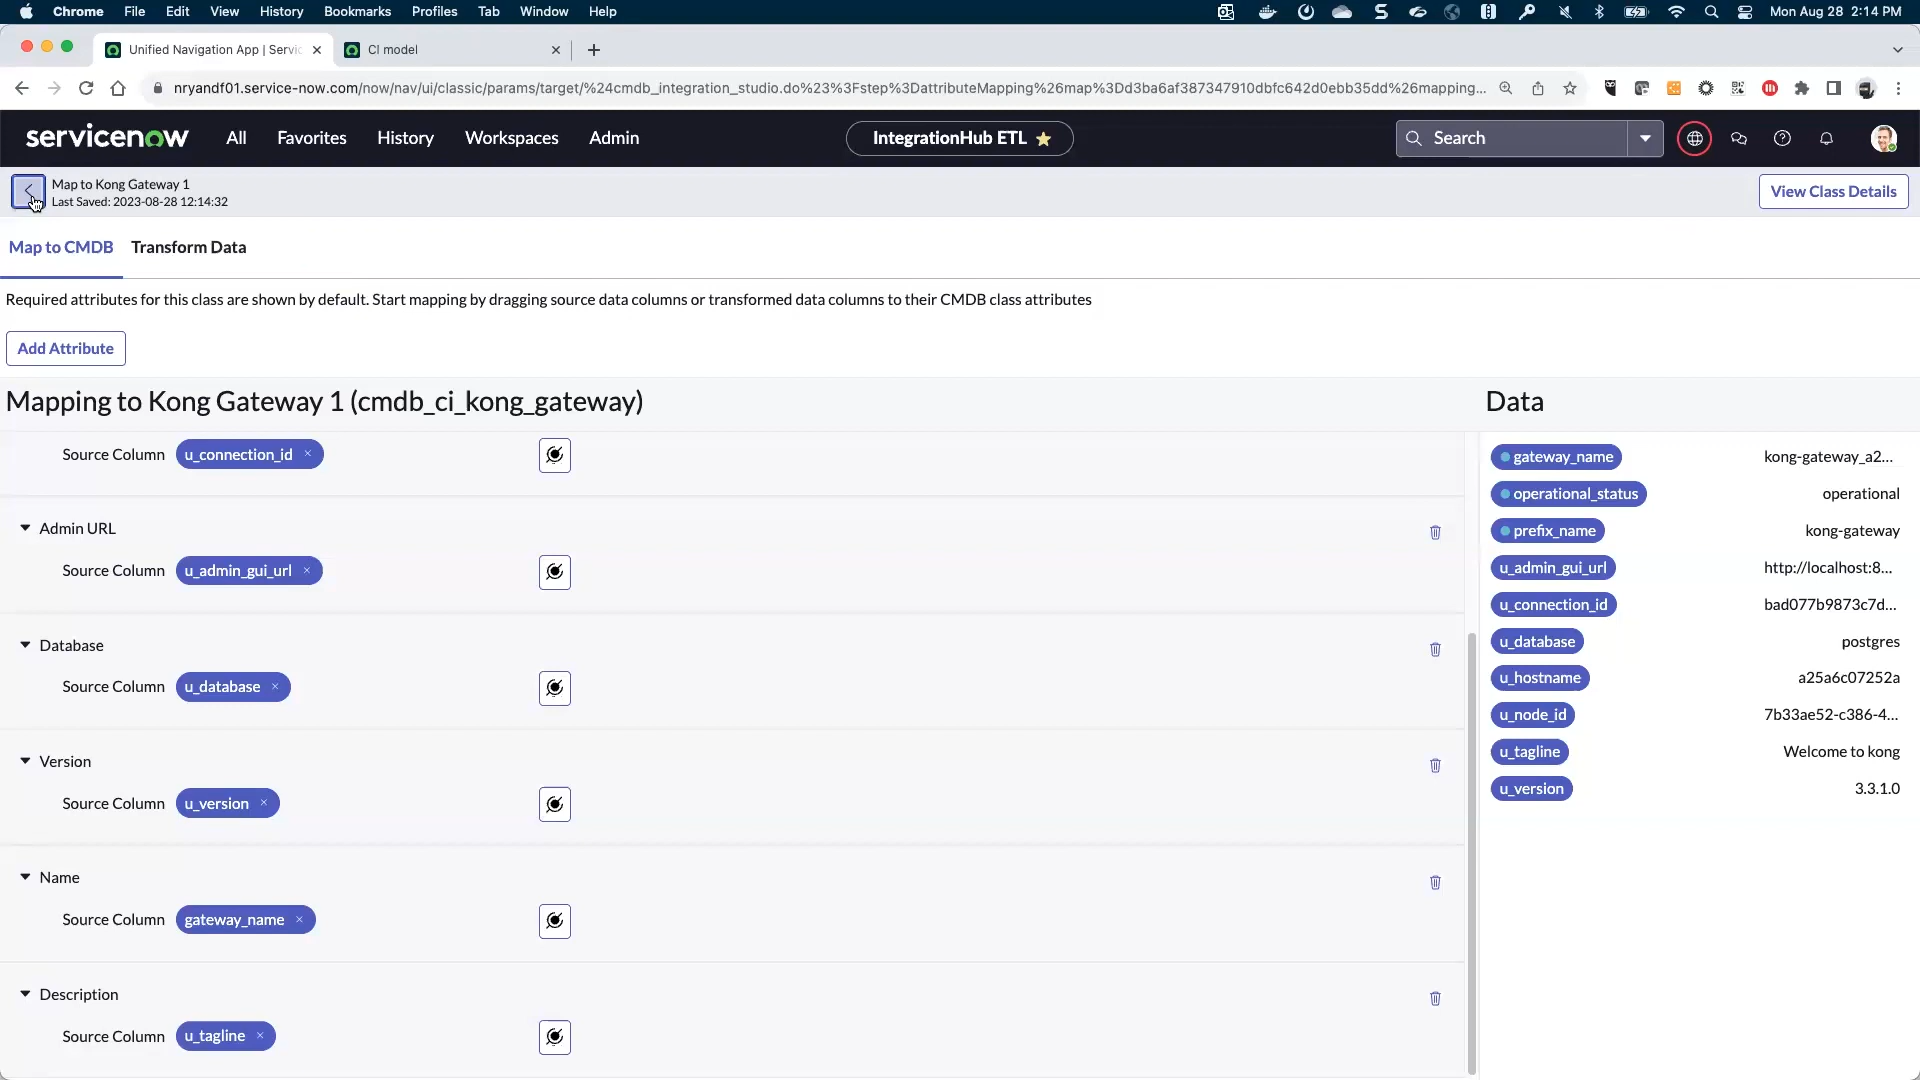 Chrome File Edit View History Bookmarks Profiles Tab Window Help Mon Aug 28 2:14 PM
Unified Navigation App | Servic CI model
nryandf01.service-now.com/now/nav/ui/classic/params/target/%24cmdb_integration_studio.do%23%3Fstep%3DattributeMapping%26map%3Dd3ba6af387347910dbfc642d0ebb35dd%26mapping...
servicenow All Favorites History Workspaces Admin IntegrationHub ETL Search
Map to Kong Gateway 1
Last Saved: 2023-08-28 12:14:32
View Class Details
Map to CMDB Transform Data
Required attributes for this class are shown by default. Start mapping by dragging source data columns or transformed data columns to their CMDB class attributes
Add Attribute
Mapping to Kong Gateway 1 (cmdb_ci_kong_gateway)
Source Column u_connection_id ×
Admin URL
Source Column u_admin_gui_url ×
Database
Source Column u_database ×
Version
Source Column u_version ×
Name
Source Column gateway_name ×
Description
Source Column u_tagline ×
Data
gateway_name kong-gateway_a2...
operational_status operational
prefix_name kong-gateway
u_admin_gui_url http://localhost:8...
u_connection_id bad077b9873c7d...
u_database postgres
u_hostname a25a6c07252a
u_node_id 7b33ae52-c386-4...
u_tagline Welcome to kong
u_version 3.3.1.0